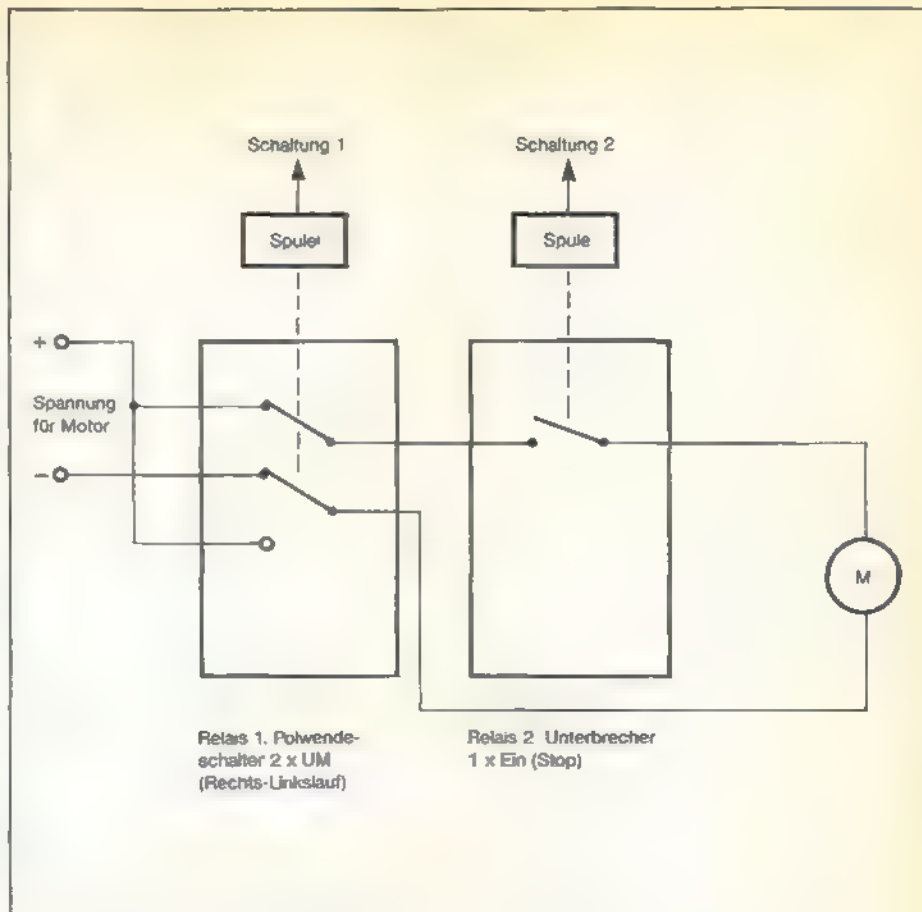 Schaltung 1
Schaltung 2
Spule
Spule
+
Spannung
für Motor
−
M
Relais 1. Polwende-
schalter 2 x UM
(Rechts-Linkslauf)
Relais 2 Unterbrecher
1 x Ein (Stop)